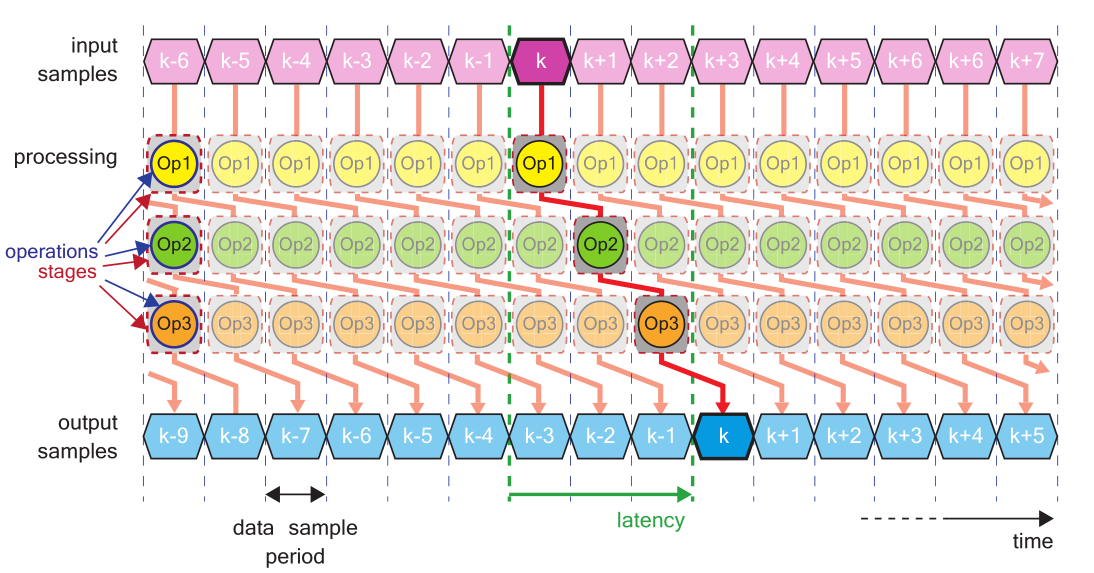 input samples
k-6 k-5 k-4 k-3 k-2 k-1 k k+1 k+2 k+3 k+4 k+5 k+6 k+6 k+7
processing
Op1 Op1 Op1 Op1 Op1 Op1 Op1 Op1 Op1 Op1 Op1 Op1 Op1 Op1 Op1
operations
stages
Op2 Op2 Op2 Op2 Op2 Op2 Op2 Op2 Op2 Op2 Op2 Op2 Op2 Op2 Op2
Op3 Op3 Op3 Op3 Op3 Op3 Op3 Op3 Op3 Op3 Op3 Op3 Op3 Op3 Op3
output
samples
k-9 k-8 k-7 k-6 k-5 k-4 k-3 k-2 k-1 k k+1 k+2 k+3 k+4 k+5
data sample
period
latency
time